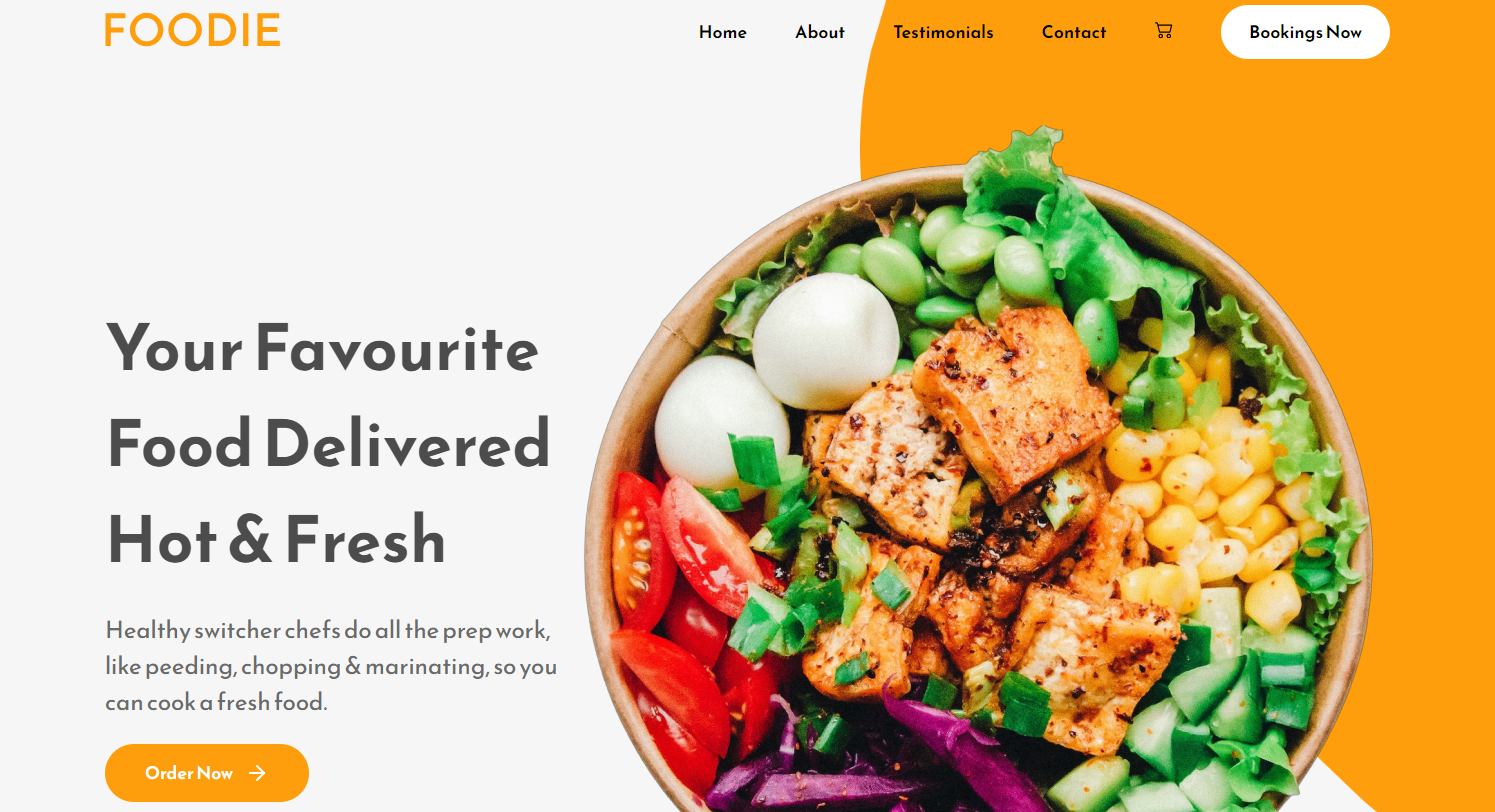 FOODIE
Home About Testimonials Contact Bookings Now
Your Favourite
Food Delivered
Hot & Fresh
Healthy switcher chefs do all the prep work,
like peeding, chopping & marinating, so you
can cook a fresh food.
Order Now